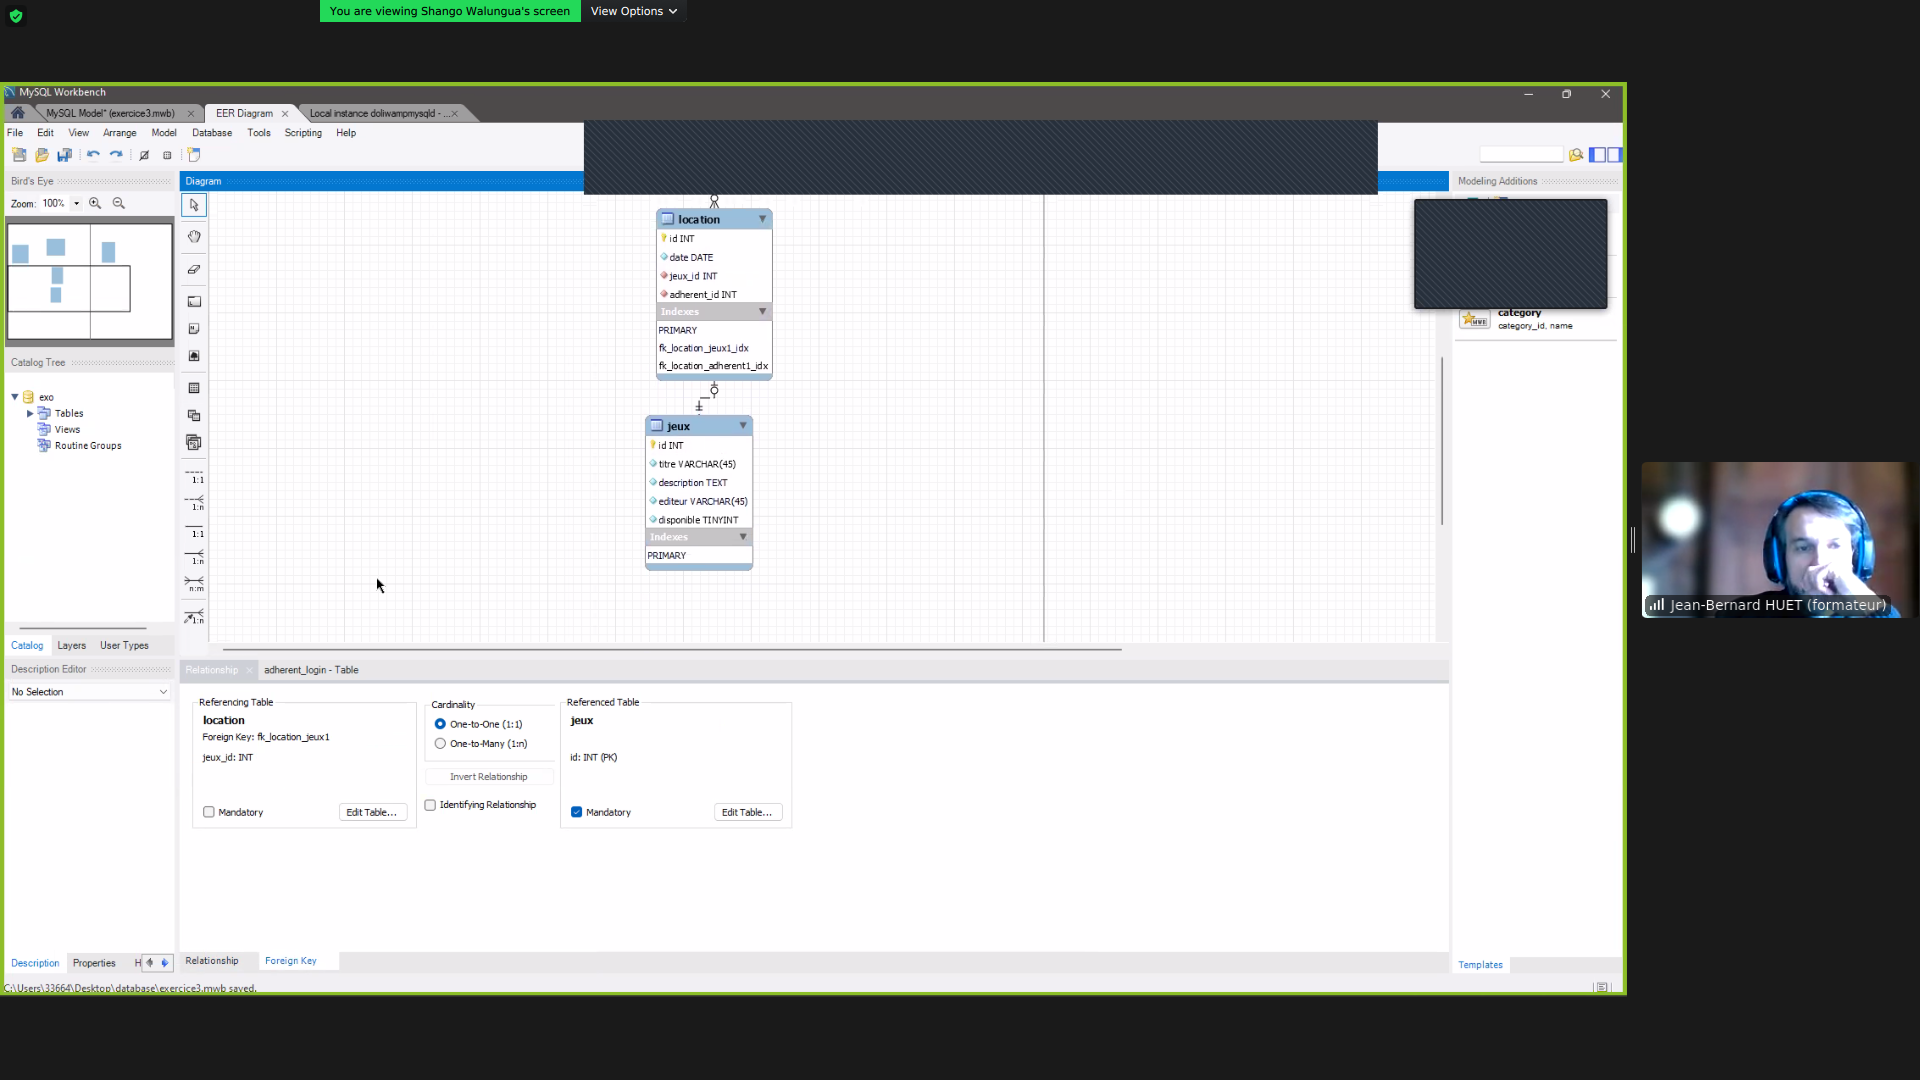 You are viewing Shango Walungua's screen
View Options
MySQL Workbench
MySQL Model* (exercice3.mwb)
EER Diagram
Local instance doliwampmysqld - ...
File Edit View Arrange Model Database Tools Scripting Help
Bird's Eye
Diagram
Modeling Additions
Zoom: 100%
location
id INT
date DATE
jeux_id INT
adherent_id INT
Indexes
PRIMARY
fk_location_jeux1_idx
fk_location_adherent1_idx
category
category_id, name
Catalog Tree
exo
Tables
Views
Routine Groups
jeux
id INT
titre VARCHAR(45)
description TEXT
editeur VARCHAR(45)
disponible TINYINT
Indexes
PRIMARY
1:1
1:n
1:1
1:n
n:m
1:n
Catalog Layers User Types
Description Editor
No Selection
Relationship
adherent_login - Table
Referencing Table
location
Foreign Key: fk_location_jeux1
jeux_id: INT
Mandatory
Edit Table...
Cardinality
One-to-One (1:1)
One-to-Many (1:n)
Invert Relationship
Identifying Relationship
Referenced Table
jeux
id: INT (PK)
Mandatory
Edit Table...
Jean-Bernard HUET (formateur)
Relationship Foreign Key
Description Properties H
Templates
C:\Users\33664\Desktop\database\exercice3.mwb saved.